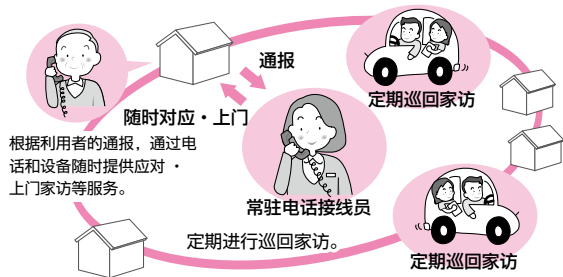 通报
定期巡回家访
随时对应・上门
根据利用者的通报，通过电
话和设备随时提供应对 ・
上门家访等服务。
常驻电话接线员
定期进行巡回家访。
定期巡回家访